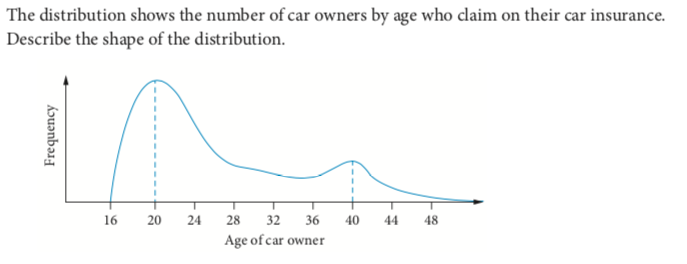 The distribution shows the number of car owners by age who claim on their car insurance.
Describe the shape of the distribution.
Frequency
16 20 24 28 32 36 40 44 48
Age of car owner